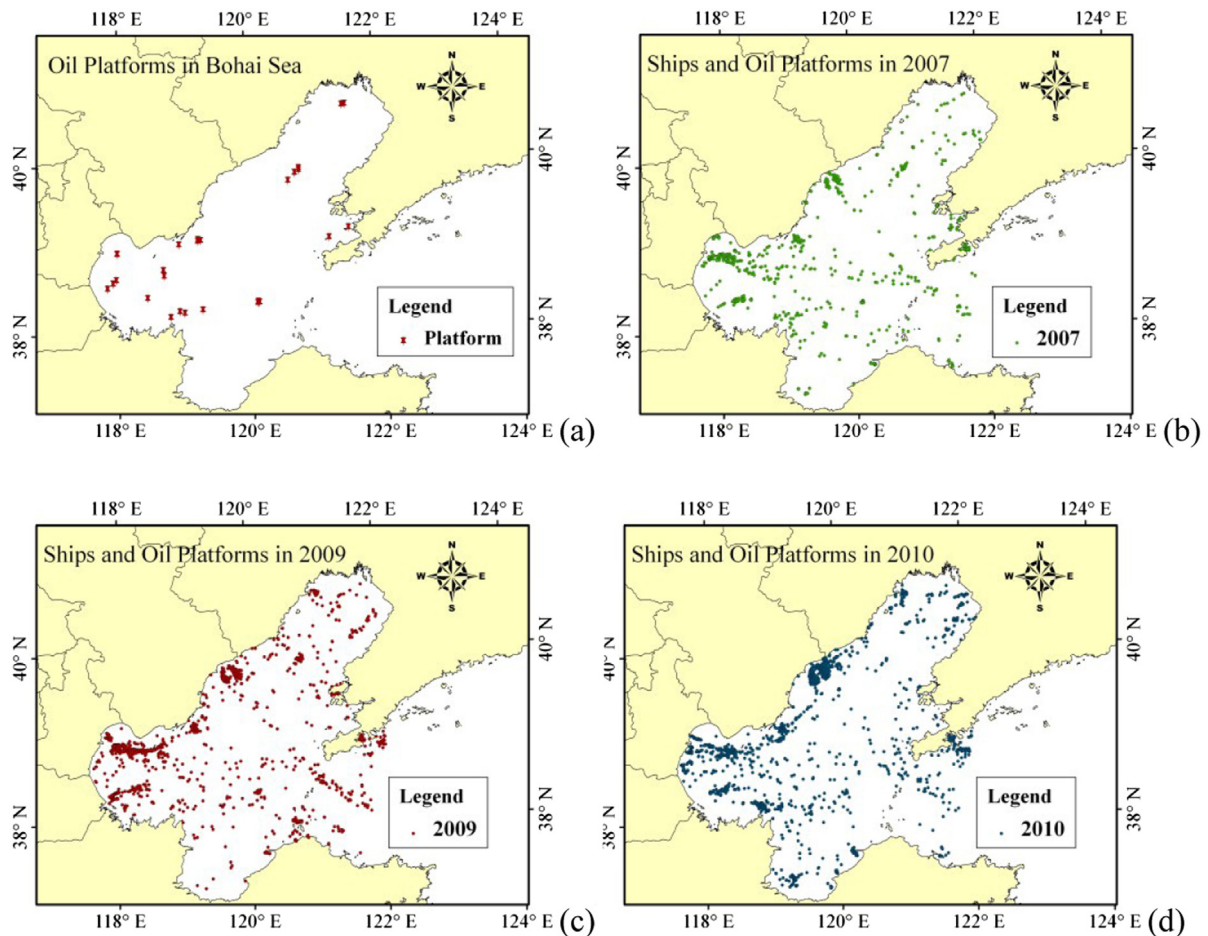 118° E 120° E 122° E 124° E
Oil Platforms in Bohai Sea
N
W E
S
40° N 40° N
38° N 38° N
Legend
Platform
118° E 120° E 122° E 124° E (a)
118° E 120° E 122° E 124° E
Ships and Oil Platforms in 2007
N
W E
S
40° N 40° N
38° N 38° N
Legend
2007
118° E 120° E 122° E 124° E (b)
118° E 120° E 122° E 124° E
Ships and Oil Platforms in 2009
N
W E
S
40° N 40° N
38° N 38° N
Legend
2009
118° E 120° E 122° E 124° E (c)
118° E 120° E 122° E 124° E
Ships and Oil Platforms in 2010
N
W E
S
40° N 40° N
38° N 38° N
Legend
2010
118° E 120° E 122° E 124° E (d)